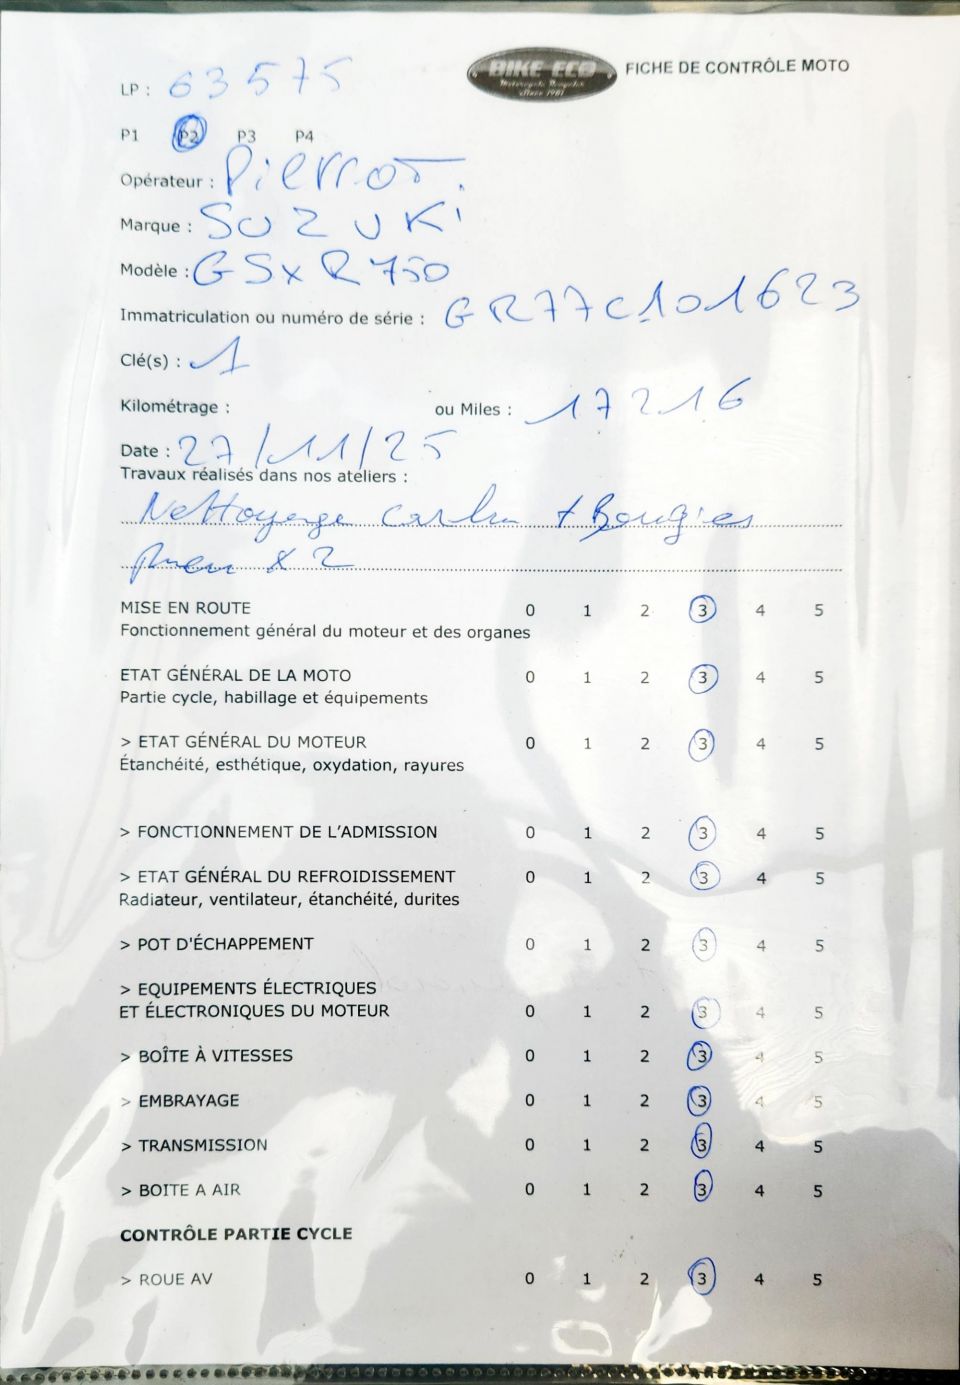 BIKE ECO
Motorcycle Recycler
Since 1981
FICHE DE CONTRÔLE MOTO
LP : 63575
P1 P2 P3 P4
Opérateur : Pierrot
Marque : SUZUKi
Modèle : GSXR750
Immatriculation ou numéro de série : GR77C101623
Clé(s) : 1
Kilométrage : ou Miles : 17216
Date : 27/11/25
Travaux réalisés dans nos ateliers :
Nettoyage carbu + Bougies
pneu x 2
MISE EN ROUTE 0 1 2 3 4 5
Fonctionnement général du moteur et des organes
ETAT GÉNÉRAL DE LA MOTO 0 1 2 3 4 5
Partie cycle, habillage et équipements
> ETAT GÉNÉRAL DU MOTEUR 0 1 2 3 4 5
Étanchéité, esthétique, oxydation, rayures
> FONCTIONNEMENT DE L'ADMISSION 0 1 2 3 4 5
> ETAT GÉNÉRAL DU REFROIDISSEMENT 0 1 2 3 4 5
Radiateur, ventilateur, étanchéité, durites
> POT D'ÉCHAPPEMENT 0 1 2 3 4 5
> EQUIPEMENTS ÉLECTRIQUES
ET ÉLECTRONIQUES DU MOTEUR 0 1 2 3 4 5
> BOÎTE À VITESSES 0 1 2 3 4 5
> EMBRAYAGE 0 1 2 3 4 5
> TRANSMISSION 0 1 2 3 4 5
> BOITE A AIR 0 1 2 3 4 5
CONTRÔLE PARTIE CYCLE
> ROUE AV 0 1 2 3 4 5